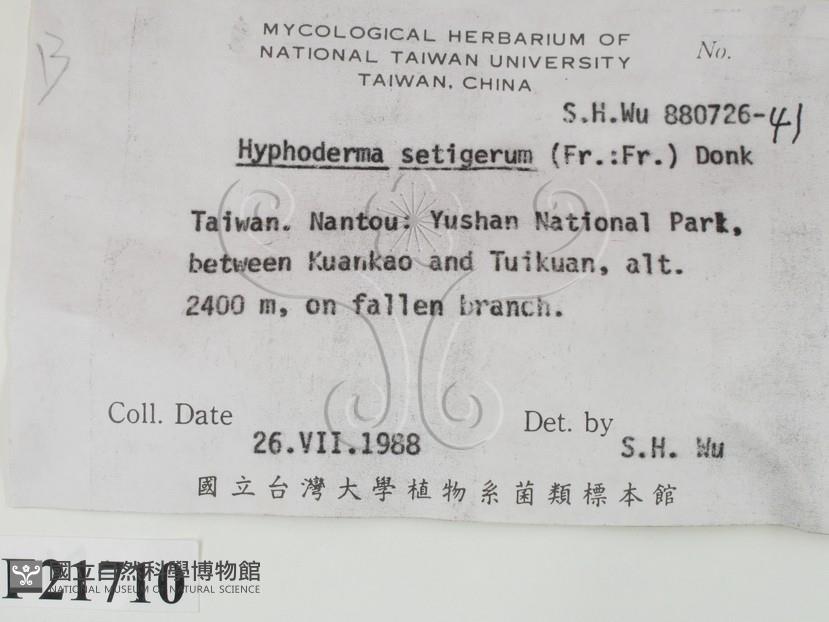 B
MYCOLOGICAL HERBARIUM OF
NATIONAL TAIWAN UNIVERSITY
TAIWAN, CHINA
No.
S.H.Wu 880726-41
Hyphoderma setigerum (Fr.:Fr.) Donk
Taiwan. Nantou: Yushan National Park,
between Kuankao and Tuikuan, alt.
2400 m, on fallen branch.
Coll. Date 26.VII.1988
Det. by S.H. Wu
國立台灣大學植物系菌類標本館
F21710
國立自然科學博物館
NATIONAL MUSEUM OF NATURAL SCIENCE